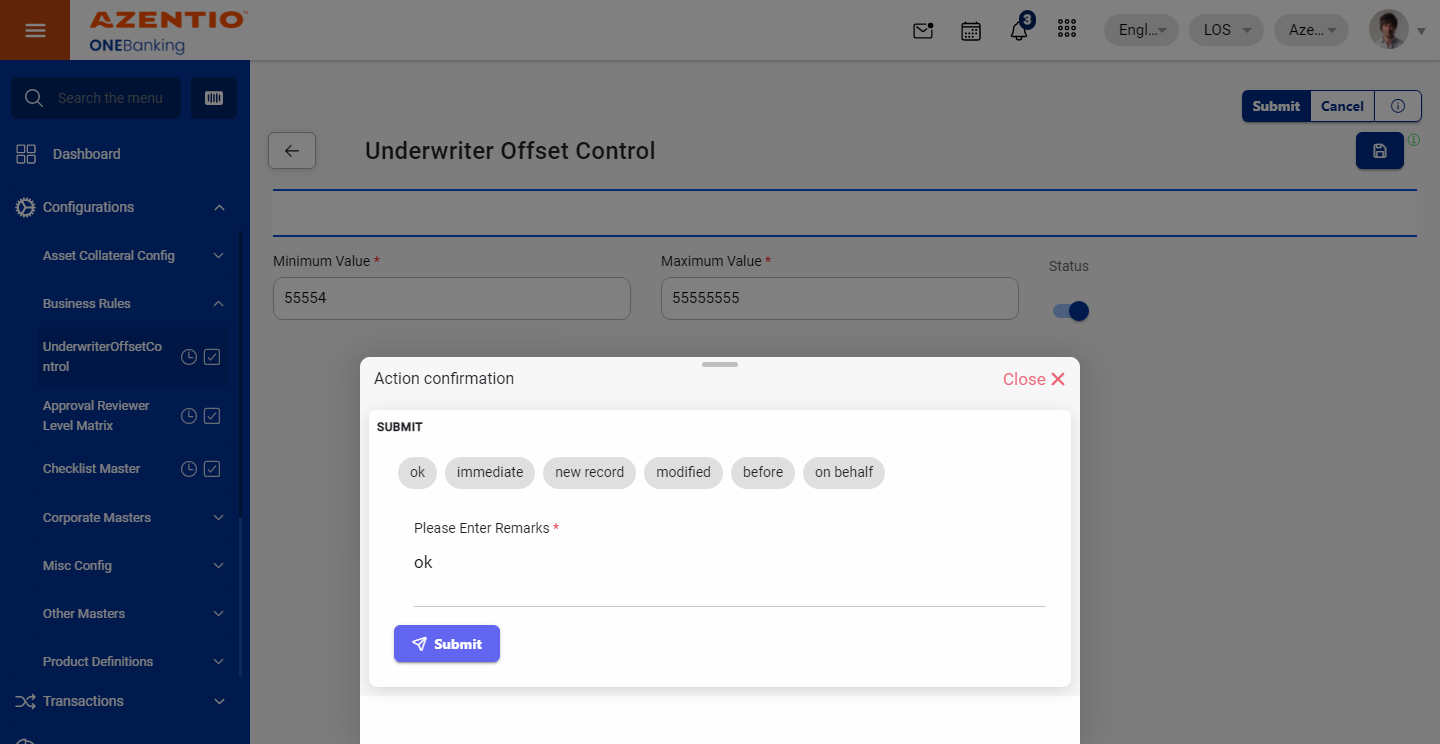 AZENTIO™
ONEBanking
3
Engl...
LOS
Aze...
Search the menu
Submit
Cancel
Dashboard
Underwriter Offset Control
Configurations
Asset Collateral Config
Minimum Value *
Maximum Value *
Status
55554
55555555
Business Rules
UnderwriterOffsetCo
ntrol
Approval Reviewer
Level Matrix
Checklist Master
Corporate Masters
Misc Config
Other Masters
Product Definitions
Transactions
Action confirmation
Close
SUBMIT
ok
immediate
new record
modified
before
on behalf
Please Enter Remarks *
ok
Submit